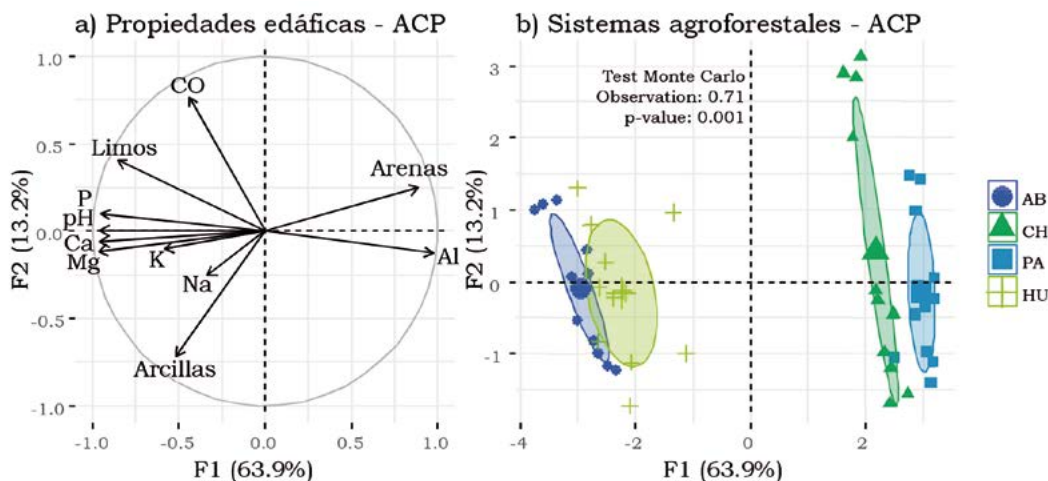 a) Propiedades edáficas - ACP
1.0
0.5
0.0
-0.5
-1.0
F2 (13.2%)
CO
Limos
Arenas
P
pH
Ca
Mg
K
Na
Al
Arcillas
-1.0
-0.5
0.0
0.5
1.0
F1 (63.9%)
b) Sistemas agroforestales - ACP
3
2
1
0
-1
F2 (13.2%)
Test Monte Carlo
Observation: 0.71
p-value: 0.001
-4
-2
0
2
F1 (63.9%)
AB
CH
PA
HU